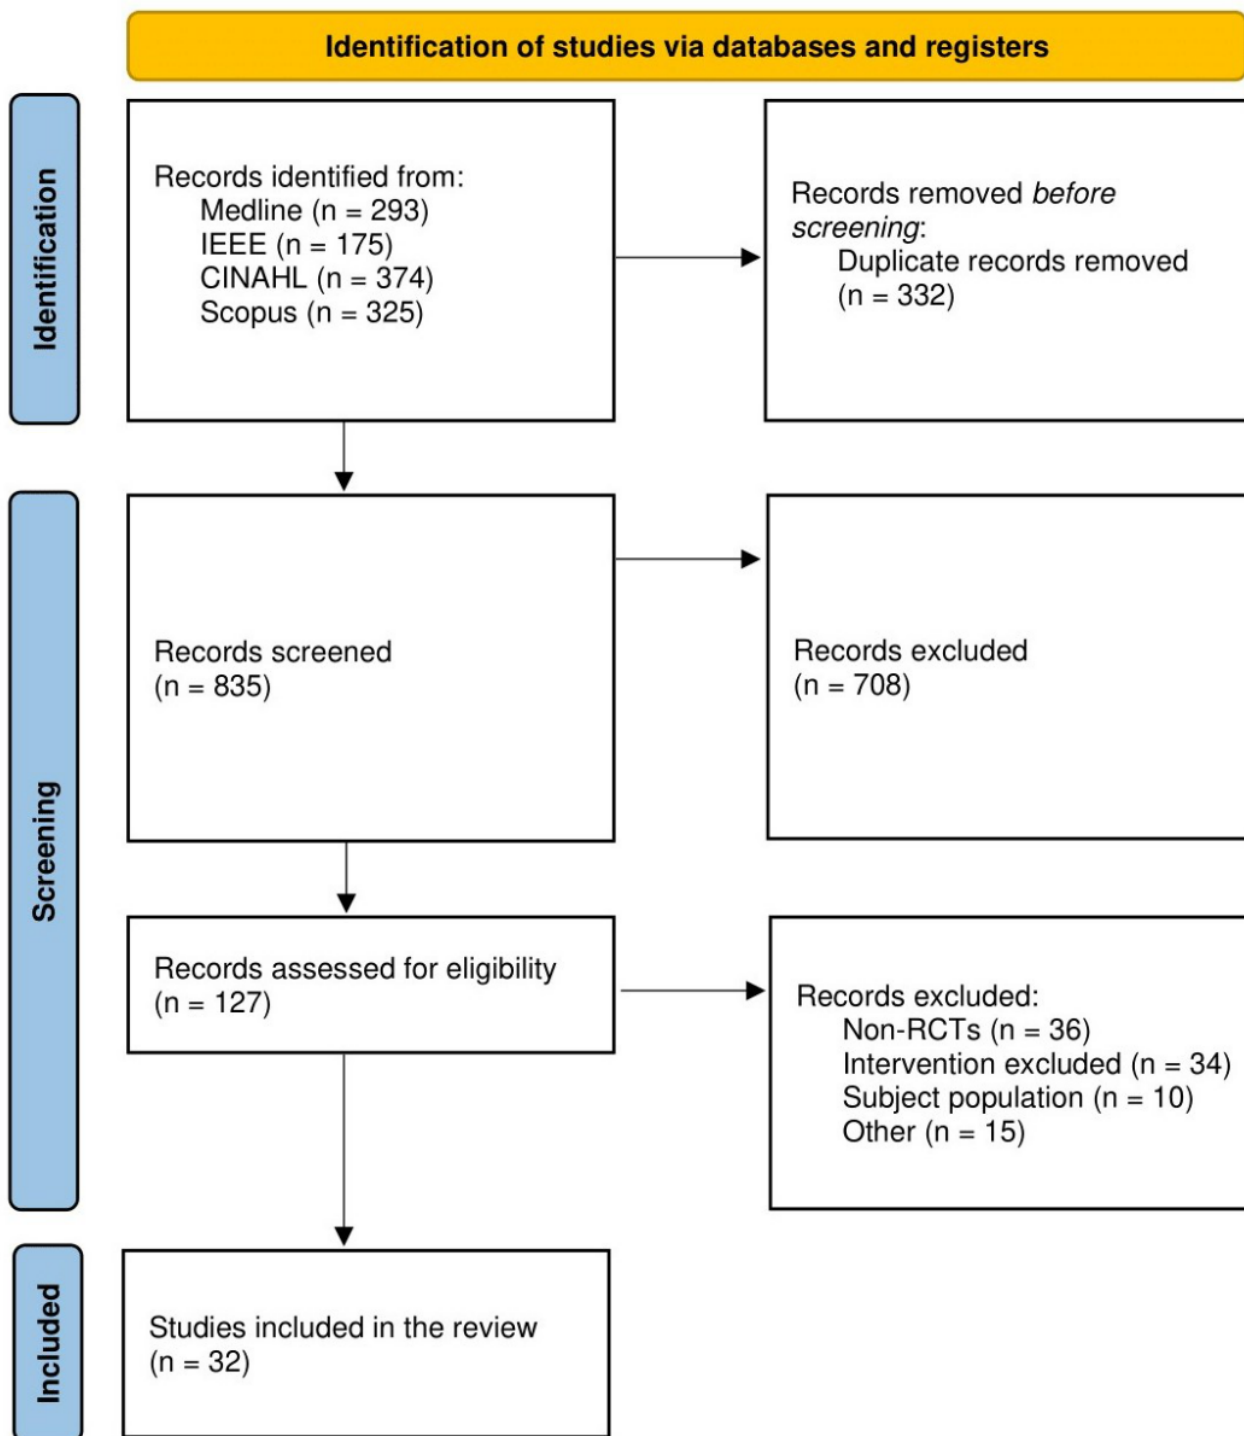 Identification of studies via databases and registers
Identification
Records identified from:
Medline (n = 293)
IEEE (n = 175)
CINAHL (n = 374)
Scopus (n = 325)
Records removed before
screening:
Duplicate records removed
(n = 332)
Screening
Records screened
(n = 835)
Records excluded
(n = 708)
Records assessed for eligibility
(n = 127)
Records excluded:
Non-RCTs (n = 36)
Intervention excluded (n = 34)
Subject population (n = 10)
Other (n = 15)
Included
Studies included in the review
(n = 32)